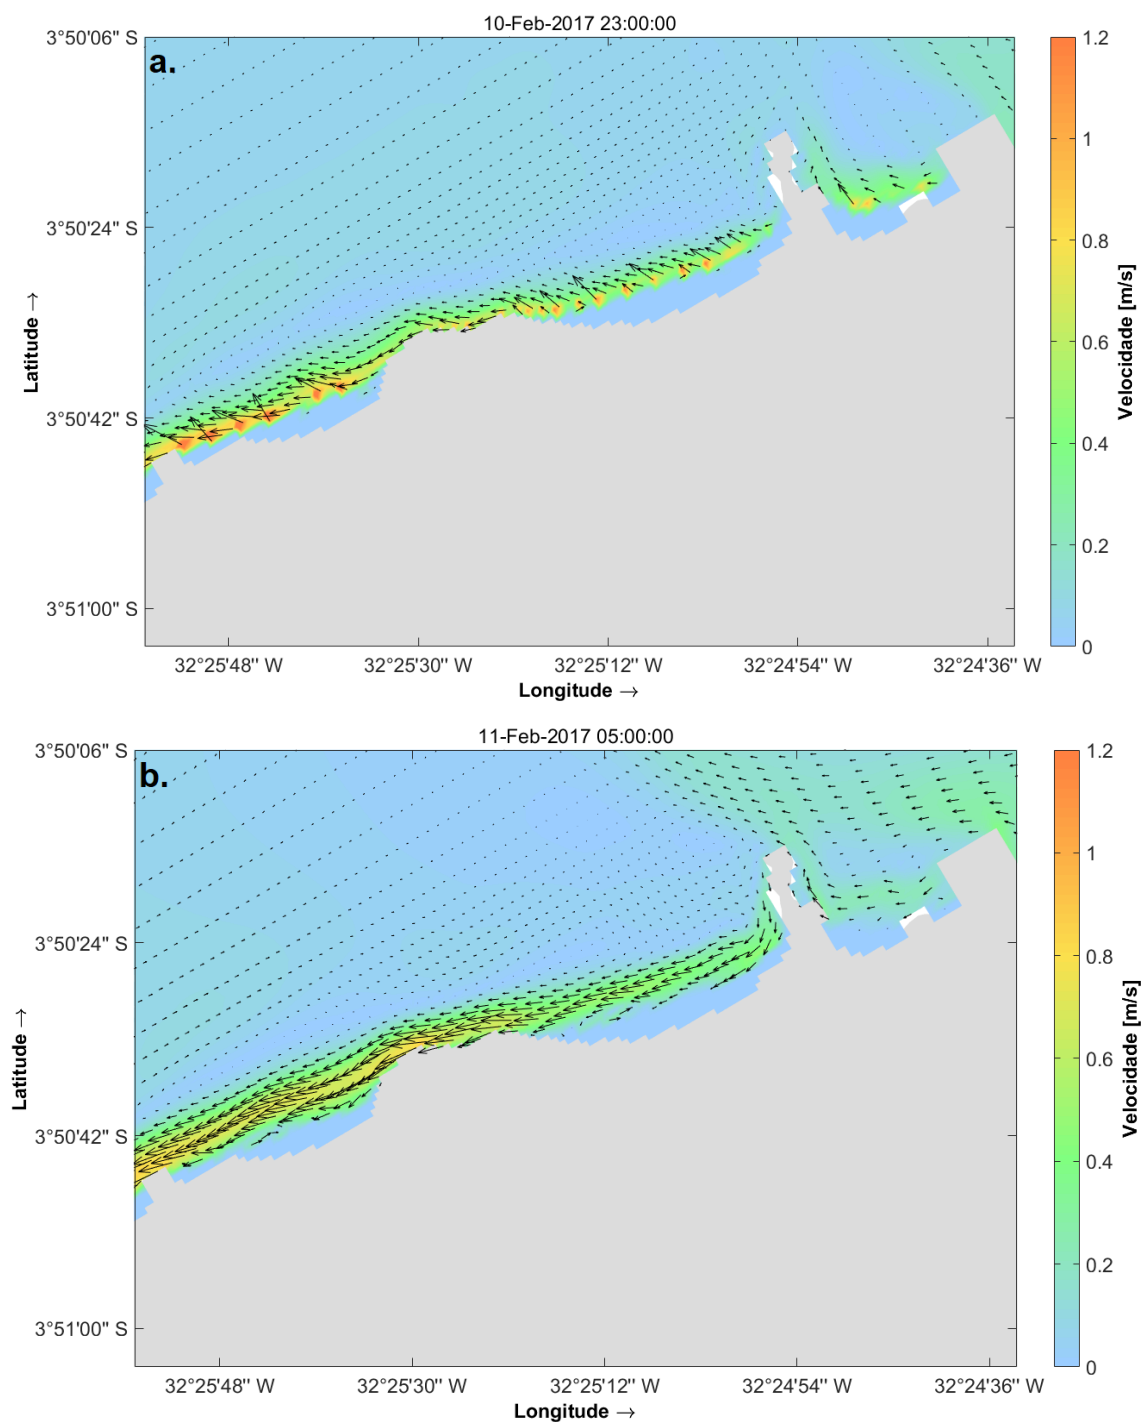 10-Feb-2017 23:00:00
a.
3°50'06" S
3°50'24" S
3°50'42" S
3°51'00" S
Latitude →
32°25'48" W
32°25'30" W
32°25'12" W
32°24'54" W
32°24'36" W
Longitude →
1.2
1
0.8
0.6
0.4
0.2
0
Velocidade [m/s]
11-Feb-2017 05:00:00
b.
3°50'06" S
3°50'24" S
3°50'42" S
3°51'00" S
Latitude →
32°25'48" W
32°25'30" W
32°25'12" W
32°24'54" W
32°24'36" W
Longitude →
1.2
1
0.8
0.6
0.4
0.2
0
Velocidade [m/s]